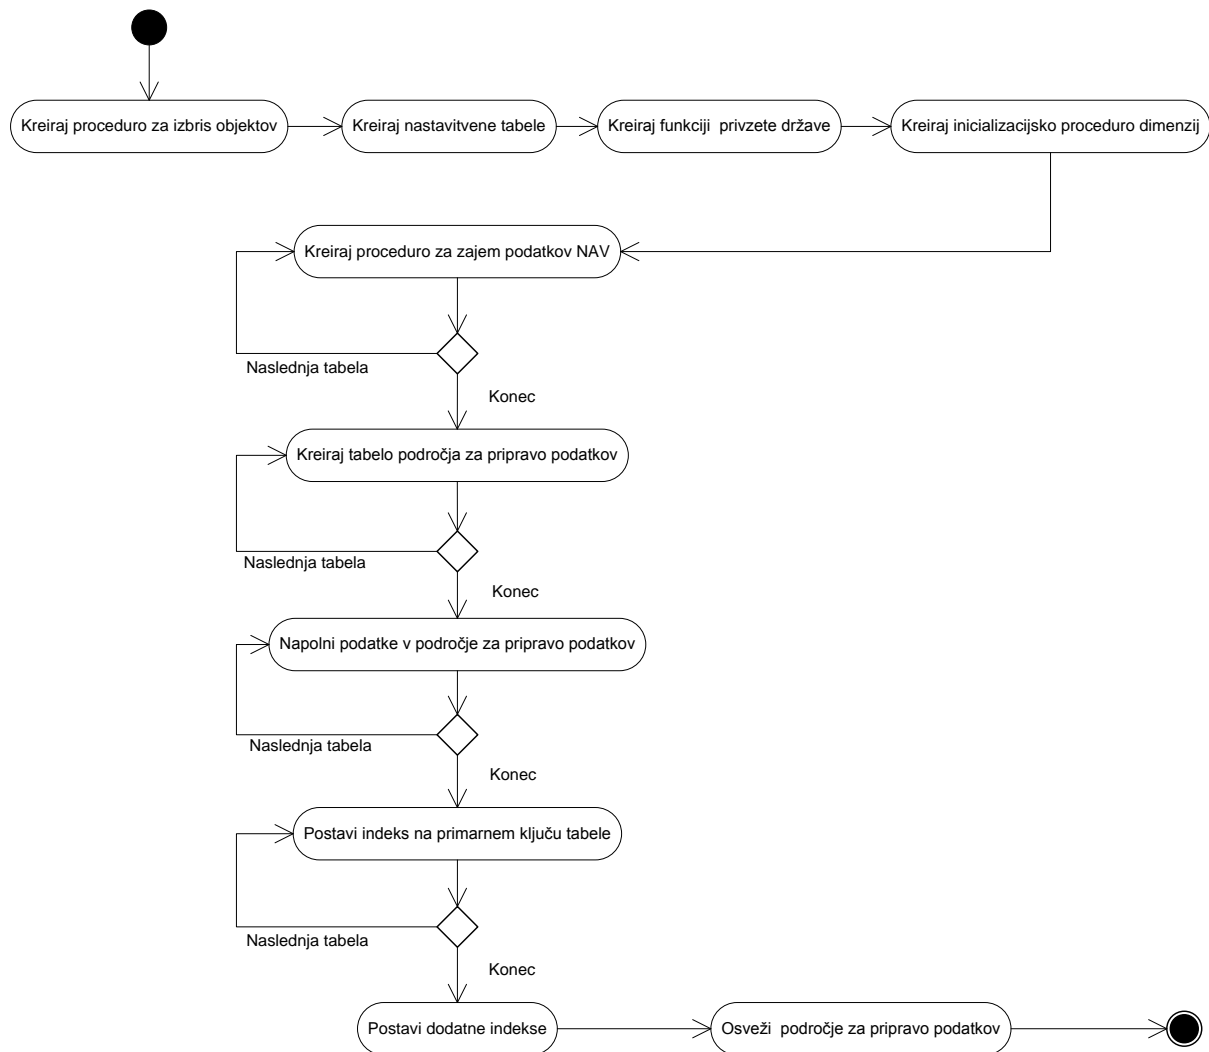 Kreiraj proceduro za izbris objektov
Kreiraj nastavitvene tabele
Kreiraj funkciji privzete države
Kreiraj inicializacijsko proceduro dimenzij
Kreiraj proceduro za zajem podatkov NAV
Naslednja tabela
Konec
Kreiraj tabelo področja za pripravo podatkov
Naslednja tabela
Konec
Napolni podatke v področje za pripravo podatkov
Naslednja tabela
Konec
Postavi indeks na primarnem ključu tabele
Naslednja tabela
Konec
Postavi dodatne indekse
Osveži področje za pripravo podatkov